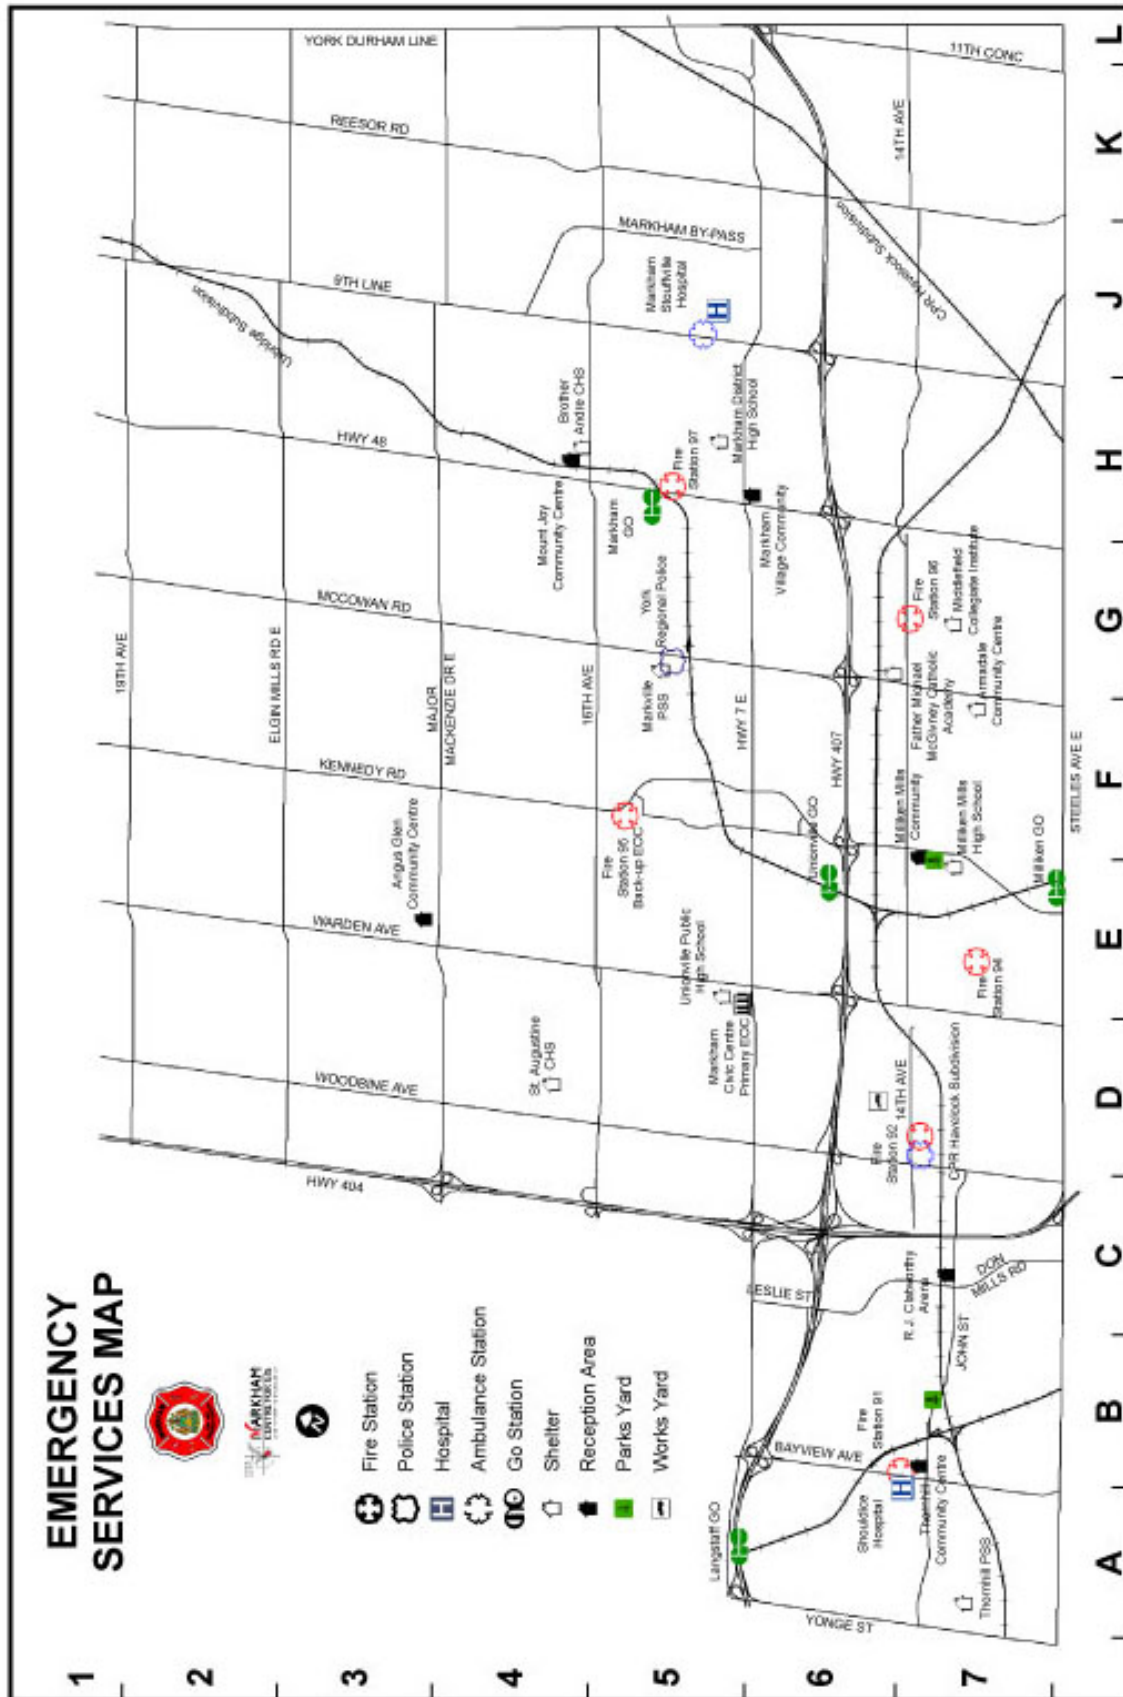 EMERGENCY
SERVICES MAP
MARKHAM
Fire Station
Police Station
Hospital
Ambulance Station
Go Station
Shelter
Reception Area
Parks Yard
Works Yard
1
2
3
4
5
6
7
A
B
C
D
E
F
G
H
J
K
L
19TH AVE
ELGIN MILLS RD E
MAJOR
MACKENZIE DR E
16TH AVE
HWY 7 E
HWY 407
14TH AVE
14TH AVE
STEELES AVE E
YONGE ST
BAYVIEW AVE
LESLIE ST
DON
MILLS RD
JOHN ST
HWY 404
WOODBINE AVE
WARDEN AVE
KENNEDY RD
MCCOWAN RD
HWY 48
9TH LINE
MARKHAM BY-PASS
REESOR RD
YORK DURHAM LINE
11TH CONC
Uxbridge Subdivision
CPR Havelock Subdivision
CPR Havelock Subdivision
Angus Glen
Community Centre
St. Augustine
CHS
Mount Joy
Community Centre
Brother
Andre CHS
Markham
GO
Fire
Station 97
Markham
Stouffville
Hospital
Markham District
High School
Markham
Village Community
York
Regional Police
Markville
PSS
Fire
Station 95
Back-up EOC
Unionville Public
High School
Markham
Civic Centre
Primary EOC
Unionville GO
Milliken Mills
Community
Milliken Mills
High School
Milliken GO
Father Michael
McGivney Catholic
Academy
Fire
Station 96
Middlefield
Collegiate Institute
Armadale
Community Centre
Fire
Fire
Station 92
R.J. Clatworthy
Arena
Fire
Station 91
Shouldice
Hospital
Thornhill
Community Centre
Thornhill PSS
Langstaff GO